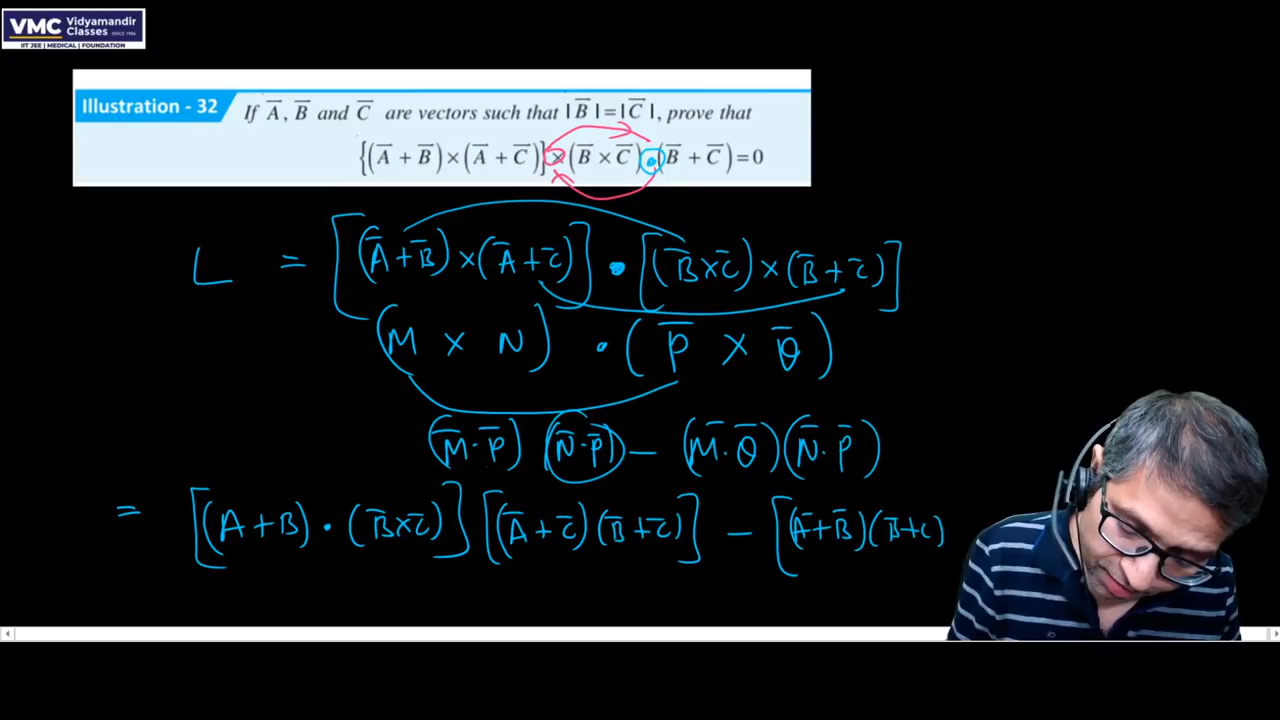 VMC Vidyamandir Classes SINCE 1986
IIT JEE | MEDICAL | FOUNDATION
Illustration - 32 If A̅, B̅ and C̅ are vectors such that |B̅| = |C̅|, prove that
{(A̅ + B̅) × (A̅ + C̅)} × (B̅ × C̅) • (B̅ + C̅) = 0
L = [(A̅+B̅) × (A̅+C̅)] • [(B̅×C̅) × (B̅+C̅)]
(M × N) • (P̅ × Q̅)
(M̅·P̅) (N̅·P̅) − (M̅·Q̅)(N̅·P̅)
= [(A+B) • (B̅×C̅)] [(A̅+C̅)(B̅+C̅)] − [(A̅+B̅)(B̅+C)